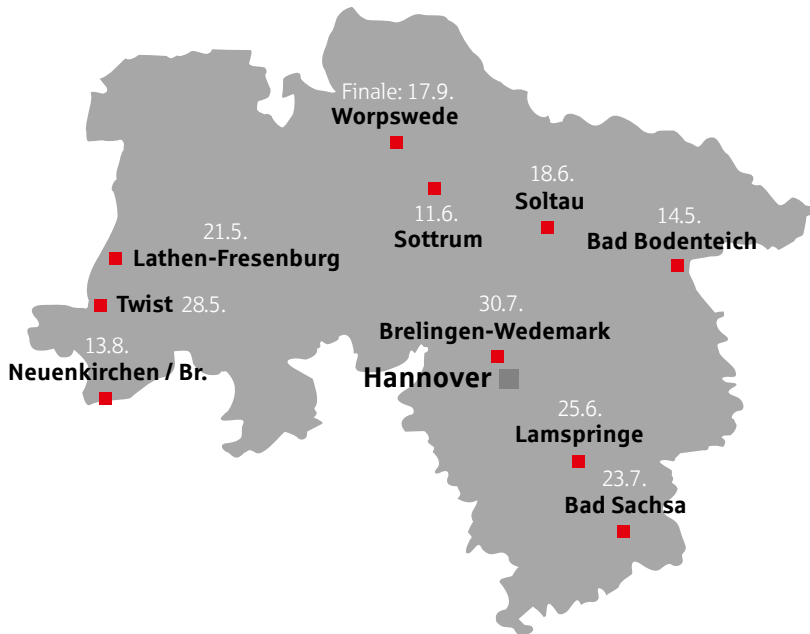 Finale: 17.9.
Worpswede
18.6.
Soltau
11.6.
Sottrum
14.5.
Bad Bodenteich
21.5.
Lathen-Fresenburg
Twist 28.5.
30.7.
Brelingen-Wedemark
13.8.
Neuenkirchen / Br.
Hannover
25.6.
Lamspringe
23.7.
Bad Sachsa